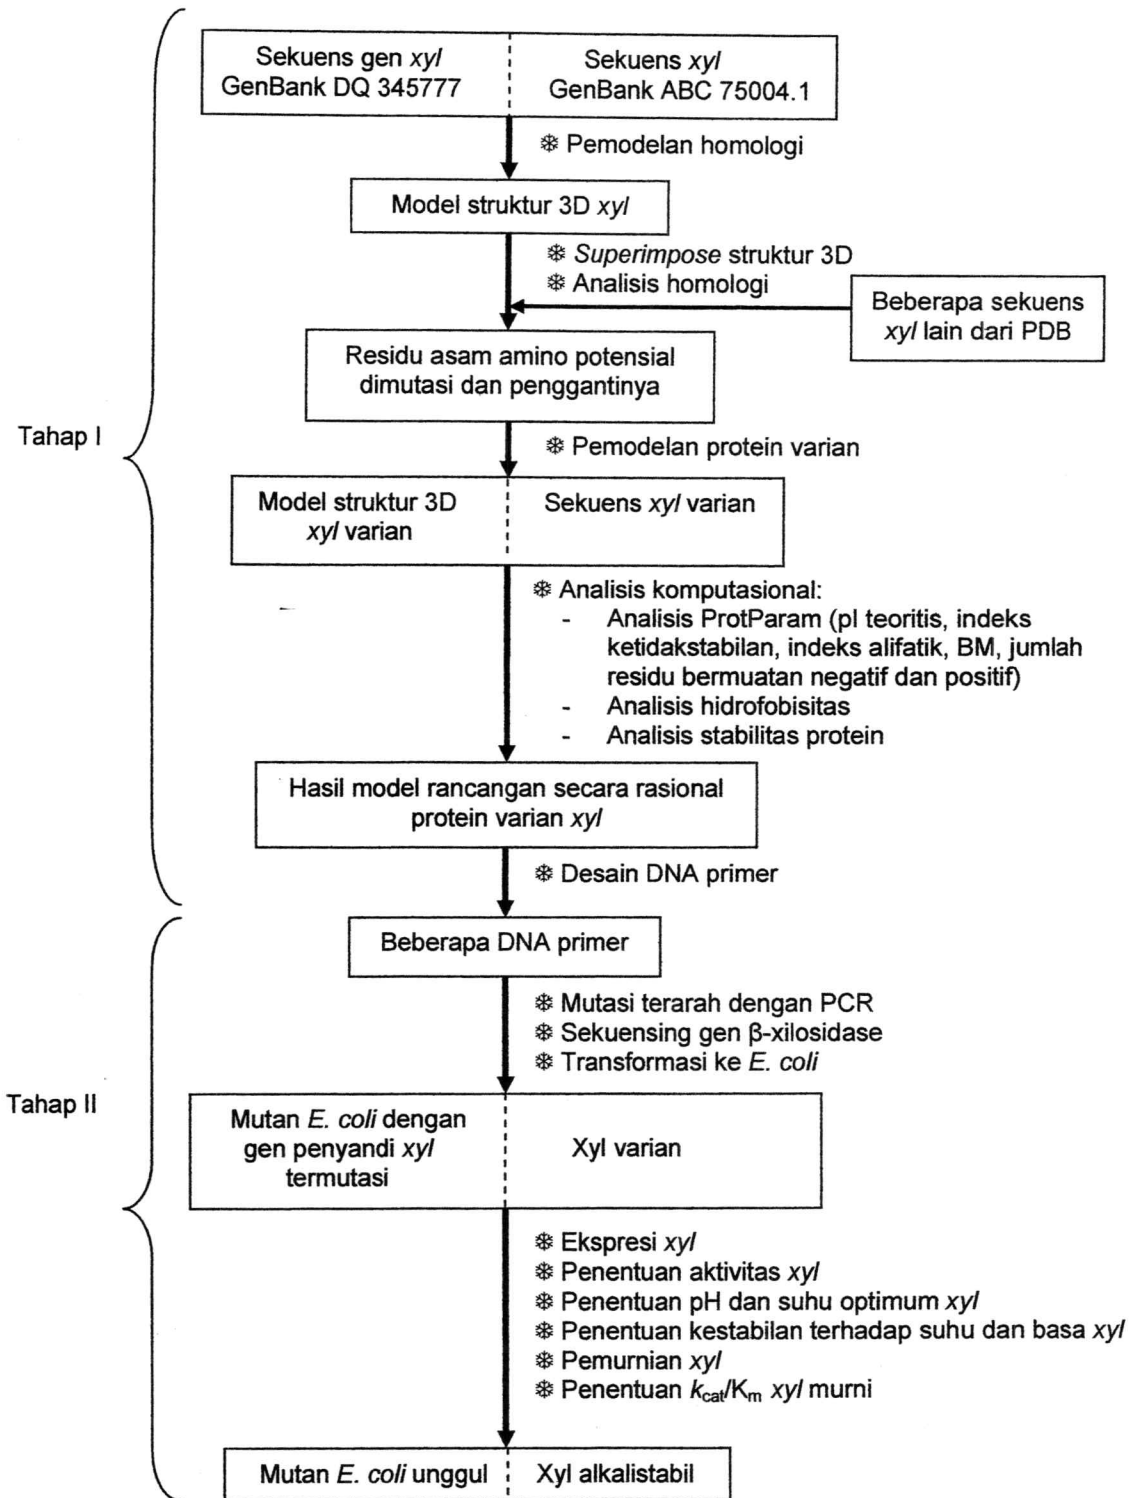 Sekuens gen xyl
GenBank DQ 345777
Sekuens xyl
GenBank ABC 75004.1
❉ Pemodelan homologi
Model struktur 3D xyl
❉ Superimpose struktur 3D
❉ Analisis homologi
Beberapa sekuens
xyl lain dari PDB
Residu asam amino potensial
dimutasi dan penggantinya
Tahap I
❉ Pemodelan protein varian
Model struktur 3D
xyl varian
Sekuens xyl varian
❉ Analisis komputasional:
- Analisis ProtParam (pI teoritis, indeks
ketidakstabilan, indeks alifatik, BM, jumlah
residu bermuatan negatif dan positif)
- Analisis hidrofobisitas
- Analisis stabilitas protein
Hasil model rancangan secara rasional
protein varian xyl
❉ Desain DNA primer
Beberapa DNA primer
❉ Mutasi terarah dengan PCR
❉ Sekuensing gen β-xilosidase
❉ Transformasi ke E. coli
Tahap II
Mutan E. coli dengan
gen penyandi xyl
termutasi
Xyl varian
❉ Ekspresi xyl
❉ Penentuan aktivitas xyl
❉ Penentuan pH dan suhu optimum xyl
❉ Penentuan kestabilan terhadap suhu dan basa xyl
❉ Pemurnian xyl
❉ Penentuan kcat/Km xyl murni
Mutan E. coli unggul
Xyl alkalistabil